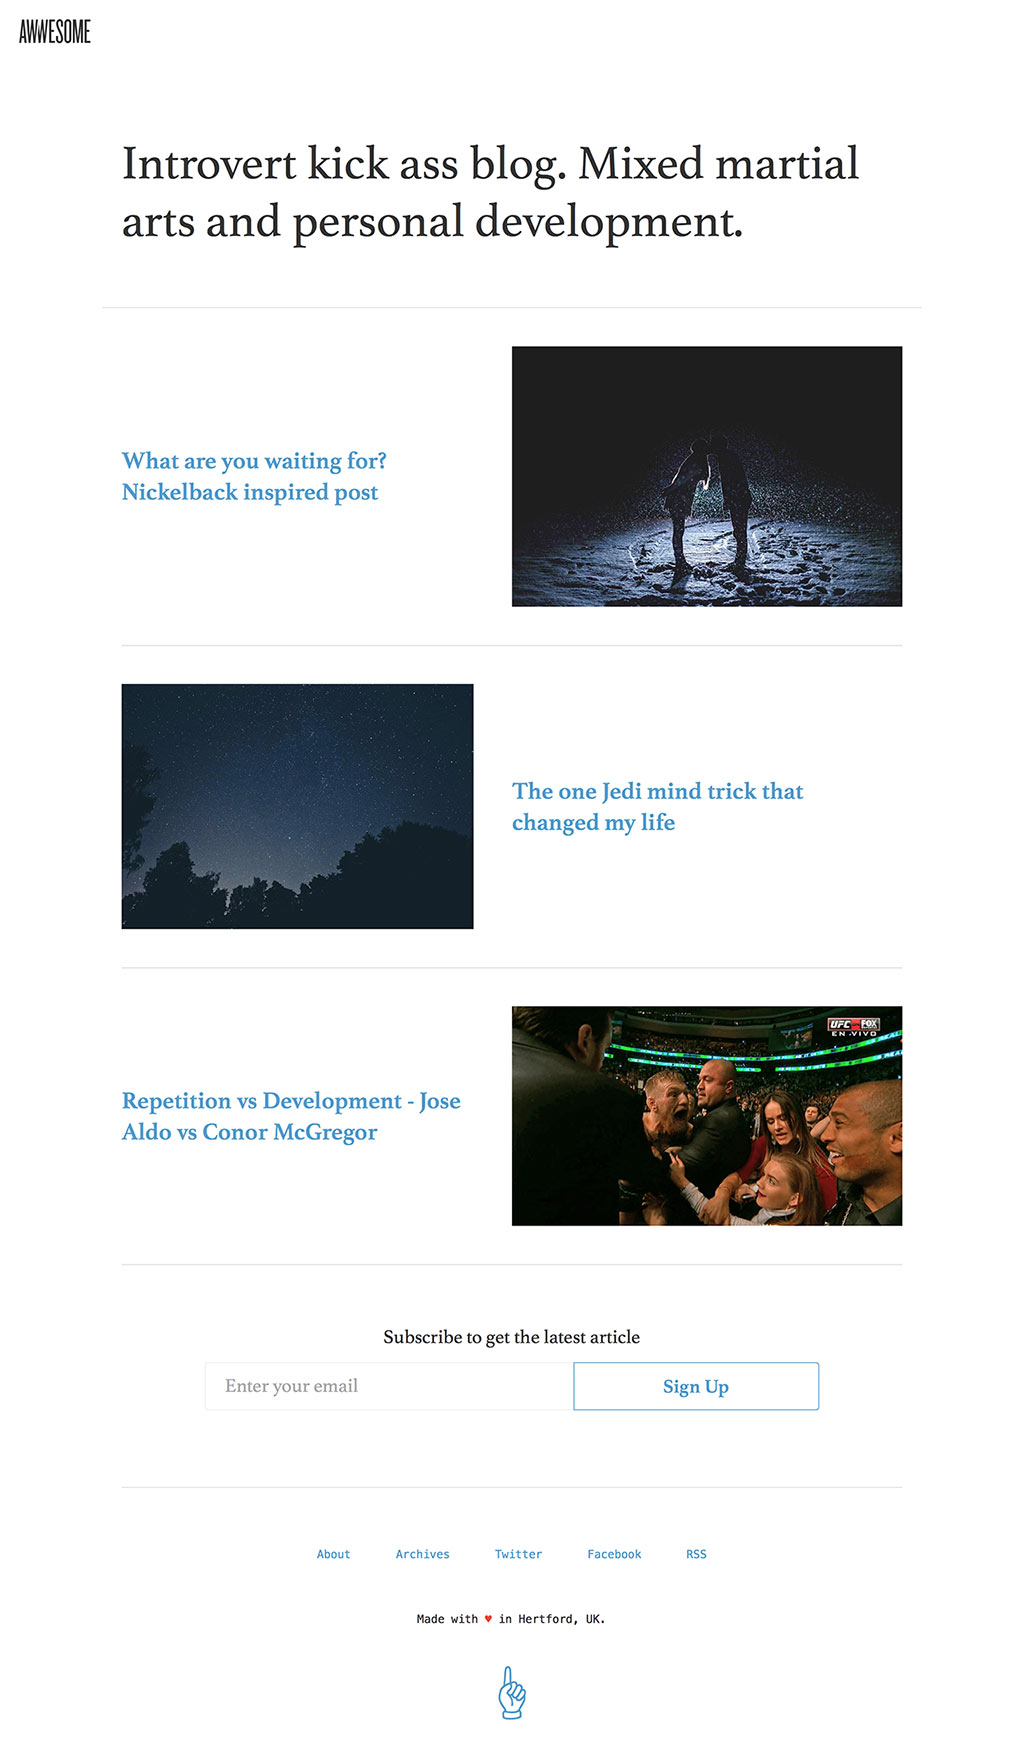 AWWESOME
Introvert kick ass blog. Mixed martial
arts and personal development.
What are you waiting for?
Nickelback inspired post
The one Jedi mind trick that
changed my life
UFC ON FOX
EN VIVO
Repetition vs Development - Jose
Aldo vs Conor McGregor
Subscribe to get the latest article
Enter your email
Sign Up
About Archives Twitter Facebook RSS
Made with ♥ in Hertford, UK.